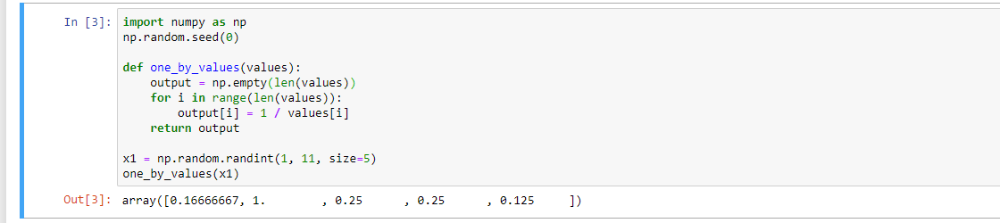 In [3]: import numpy as np
np.random.seed(0)
def one_by_values(values):
    output = np.empty(len(values))
    for i in range(len(values)):
        output[i] = 1 / values[i]
    return output
x1 = np.random.randint(1, 11, size=5)
one_by_values(x1)
Out[3]: array([0.16666667, 1.        , 0.25      , 0.25      , 0.125     ])